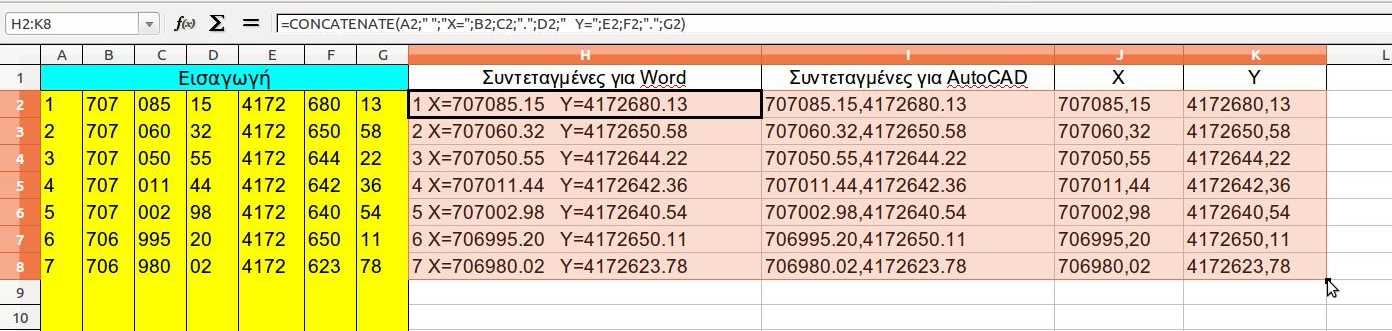 H2:K8 f(x) Σ = =CONCATENATE(A2;" ";"X=";B2;C2;".";D2;"   Y=";E2;F2;".";G2)
A B C D E F G H I J K L
1 Εισαγωγή Συντεταγμένες για Word Συντεταγμένες για AutoCAD X Y
2 1 707 085 15 4172 680 13 1 X=707085.15   Y=4172680.13 707085.15,4172680.13 707085,15 4172680,13
3 2 707 060 32 4172 650 58 2 X=707060.32   Y=4172650.58 707060.32,4172650.58 707060,32 4172650,58
4 3 707 050 55 4172 644 22 3 X=707050.55   Y=4172644.22 707050.55,4172644.22 707050,55 4172644,22
5 4 707 011 44 4172 642 36 4 X=707011.44   Y=4172642.36 707011.44,4172642.36 707011,44 4172642,36
6 5 707 002 98 4172 640 54 5 X=707002.98   Y=4172640.54 707002.98,4172640.54 707002,98 4172640,54
7 6 706 995 20 4172 650 11 6 X=706995.20   Y=4172650.11 706995.20,4172650.11 706995,20 4172650,11
8 7 706 980 02 4172 623 78 7 X=706980.02   Y=4172623.78 706980.02,4172623.78 706980,02 4172623,78
9
10